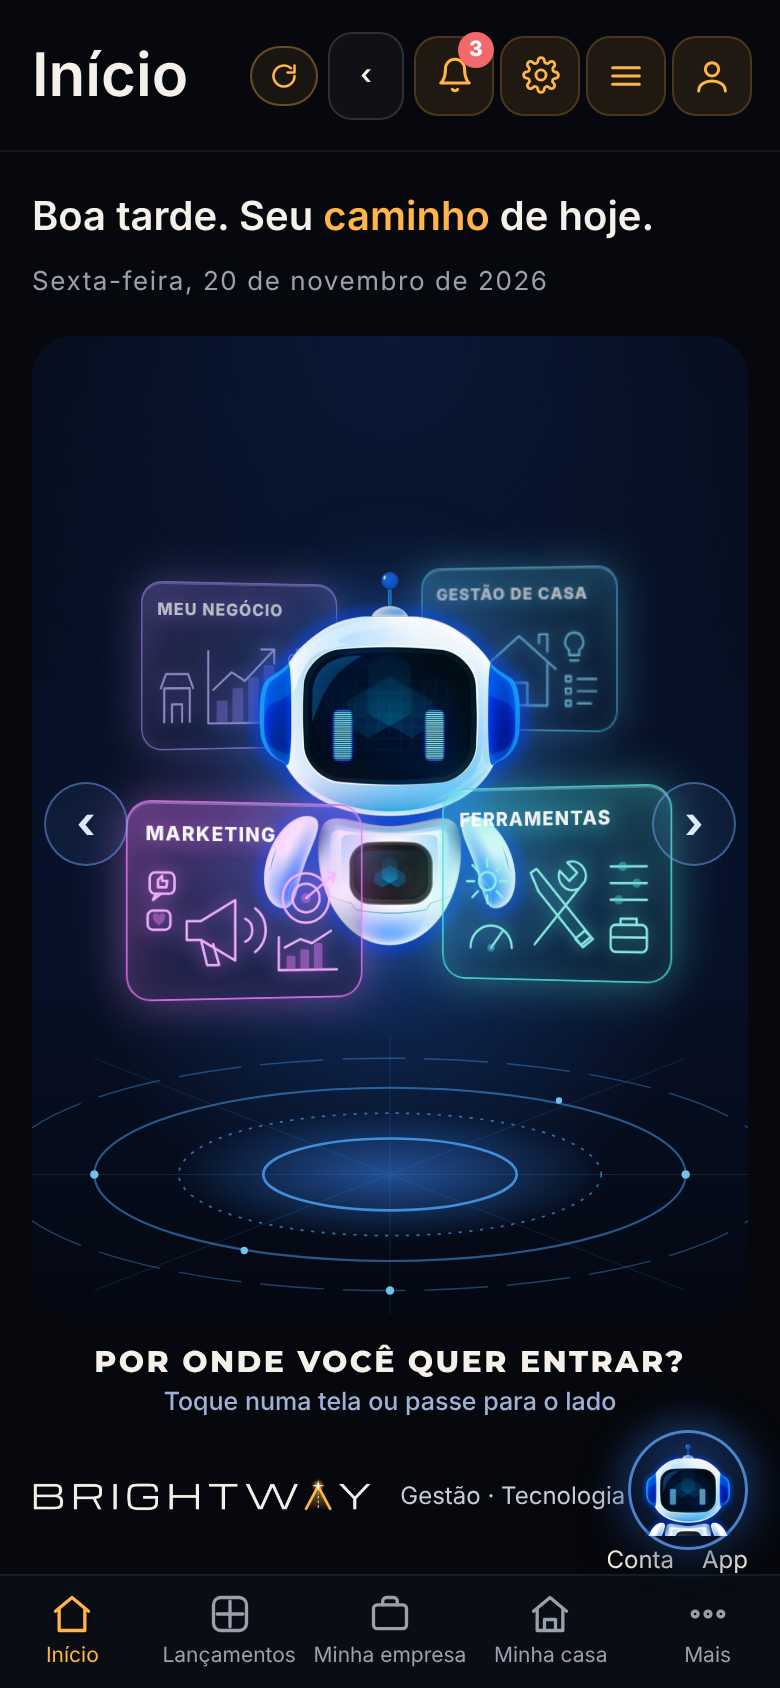 Início
3
Boa tarde. Seu caminho de hoje.
Sexta-feira, 20 de novembro de 2026
MEU NEGÓCIO
GESTÃO DE CASA
MARKETING
FERRAMENTAS
POR ONDE VOCÊ QUER ENTRAR?
Toque numa tela ou passe para o lado
BRIGHTWAY
Gestão · Tecnologia
Conta App
Início Lançamentos Minha empresa Minha casa Mais